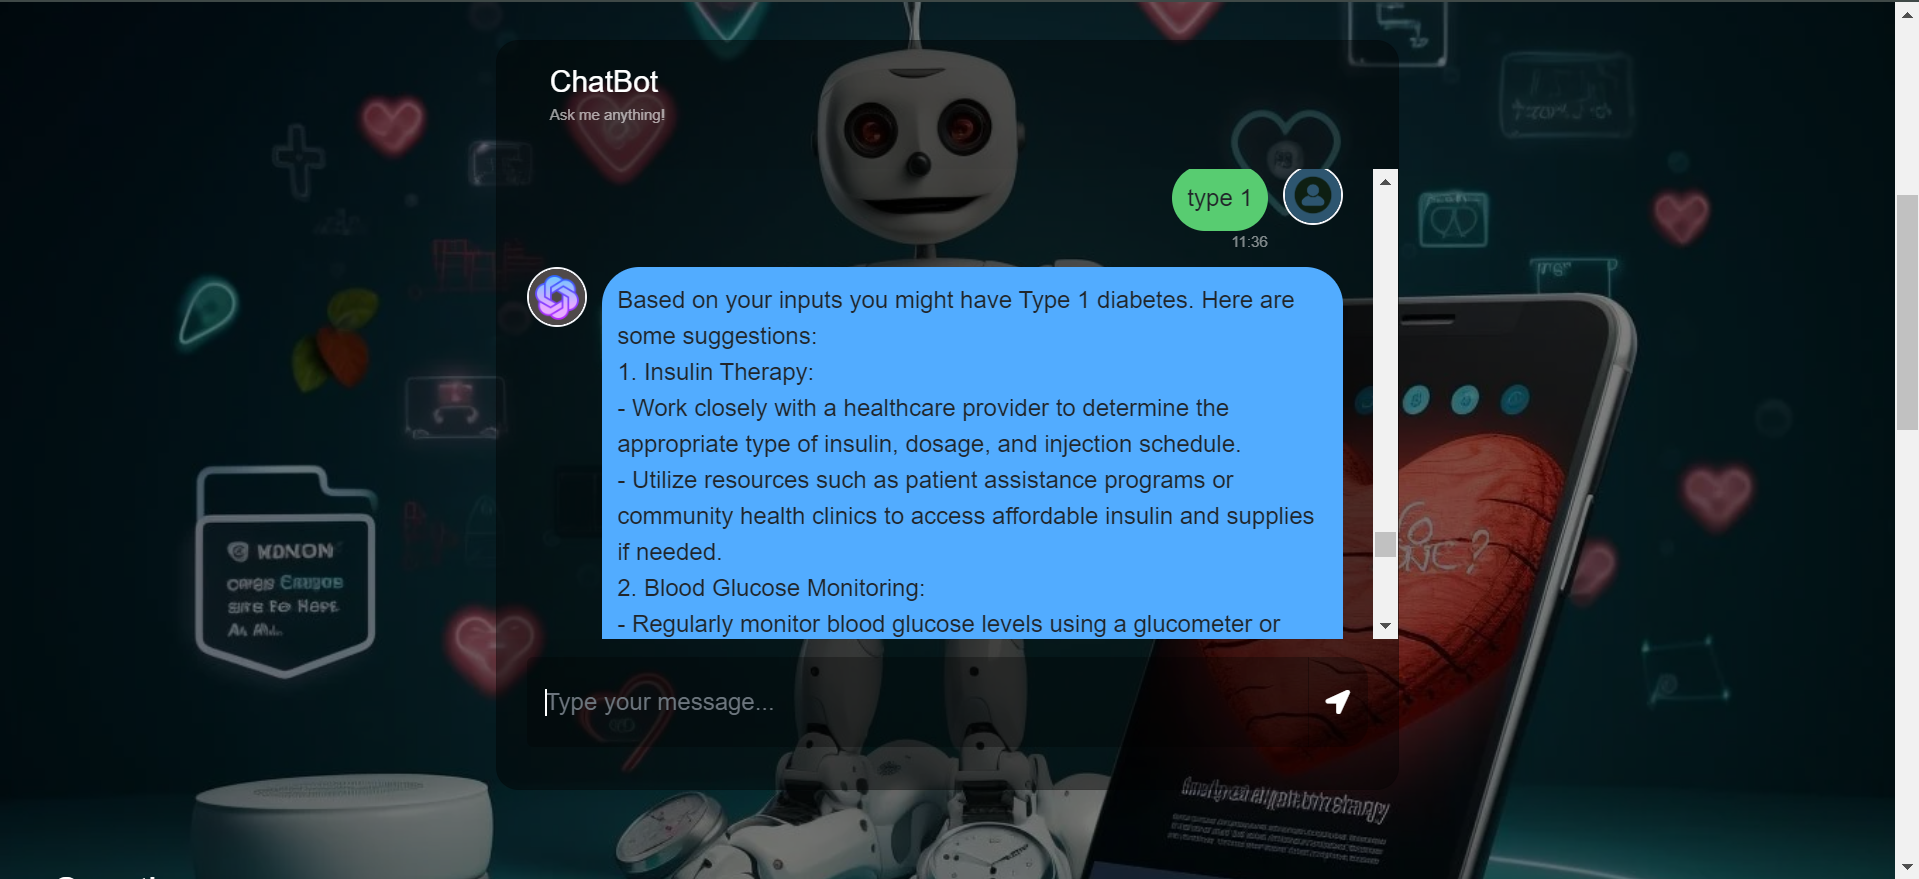 ChatBot
Ask me anything!
type 1
11:36
Based on your inputs you might have Type 1 diabetes. Here are
some suggestions:
1. Insulin Therapy:
- Work closely with a healthcare provider to determine the
appropriate type of insulin, dosage, and injection schedule.
- Utilize resources such as patient assistance programs or
community health clinics to access affordable insulin and supplies
if needed.
2. Blood Glucose Monitoring:
- Regularly monitor blood glucose levels using a glucometer or
Type your message...